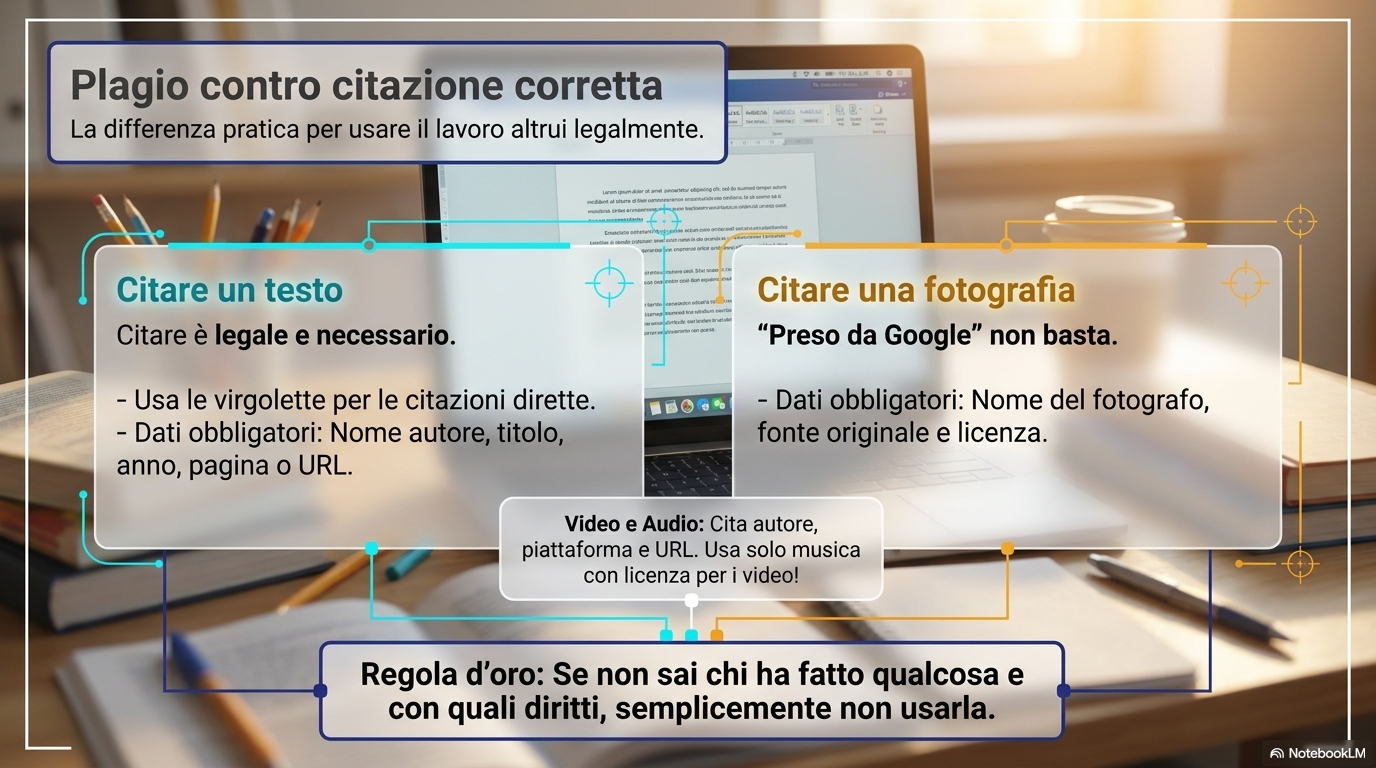 Plagio contro citazione corretta
La differenza pratica per usare il lavoro altrui legalmente.
Citare un testo
Citare è legale e necessario.
- Usa le virgolette per le citazioni dirette.
- Dati obbligatori: Nome autore, titolo,
anno, pagina o URL.
Citare una fotografia
“Preso da Google” non basta.
- Dati obbligatori: Nome del fotografo,
fonte originale e licenza.
Video e Audio: Cita autore,
piattaforma e URL. Usa solo musica
con licenza per i video!
Regola d’oro: Se non sai chi ha fatto qualcosa e
con quali diritti, semplicemente non usarla.
NotebookLM